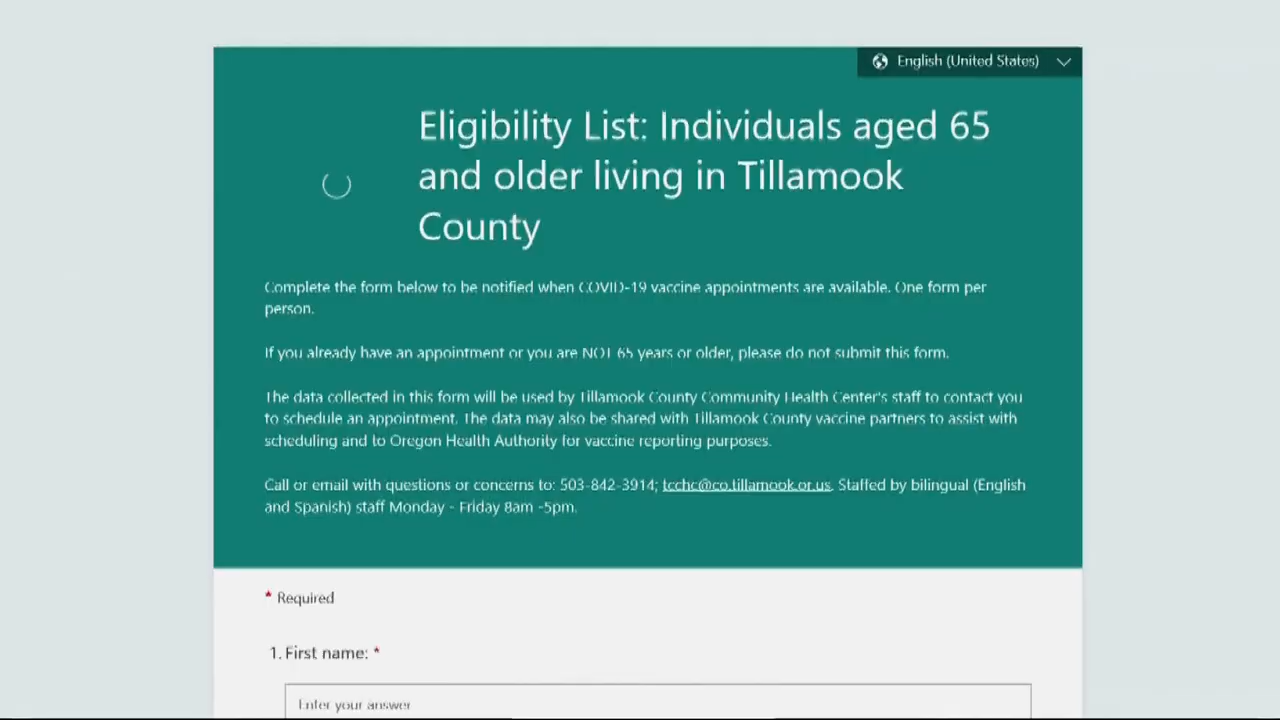 English (United States)
Eligibility List: Individuals aged 65
and older living in Tillamook
County
Complete the form below to be notified when COVID-19 vaccine appointments are available. One form per
person.
If you already have an appointment or you are NOT 65 years or older, please do not submit this form.
The data collected in this form will be used by Tillamook County Community Health Center's staff to contact you
to schedule an appointment. The data may also be shared with Tillamook County vaccine partners to assist with
scheduling and to Oregon Health Authority for vaccine reporting purposes.
Call or email with questions or concerns to: 503-842-3914; tcchc@co.tillamook.or.us. Staffed by bilingual (English
and Spanish) staff Monday - Friday 8am -5pm.
* Required
1. First name: *
Enter your answer